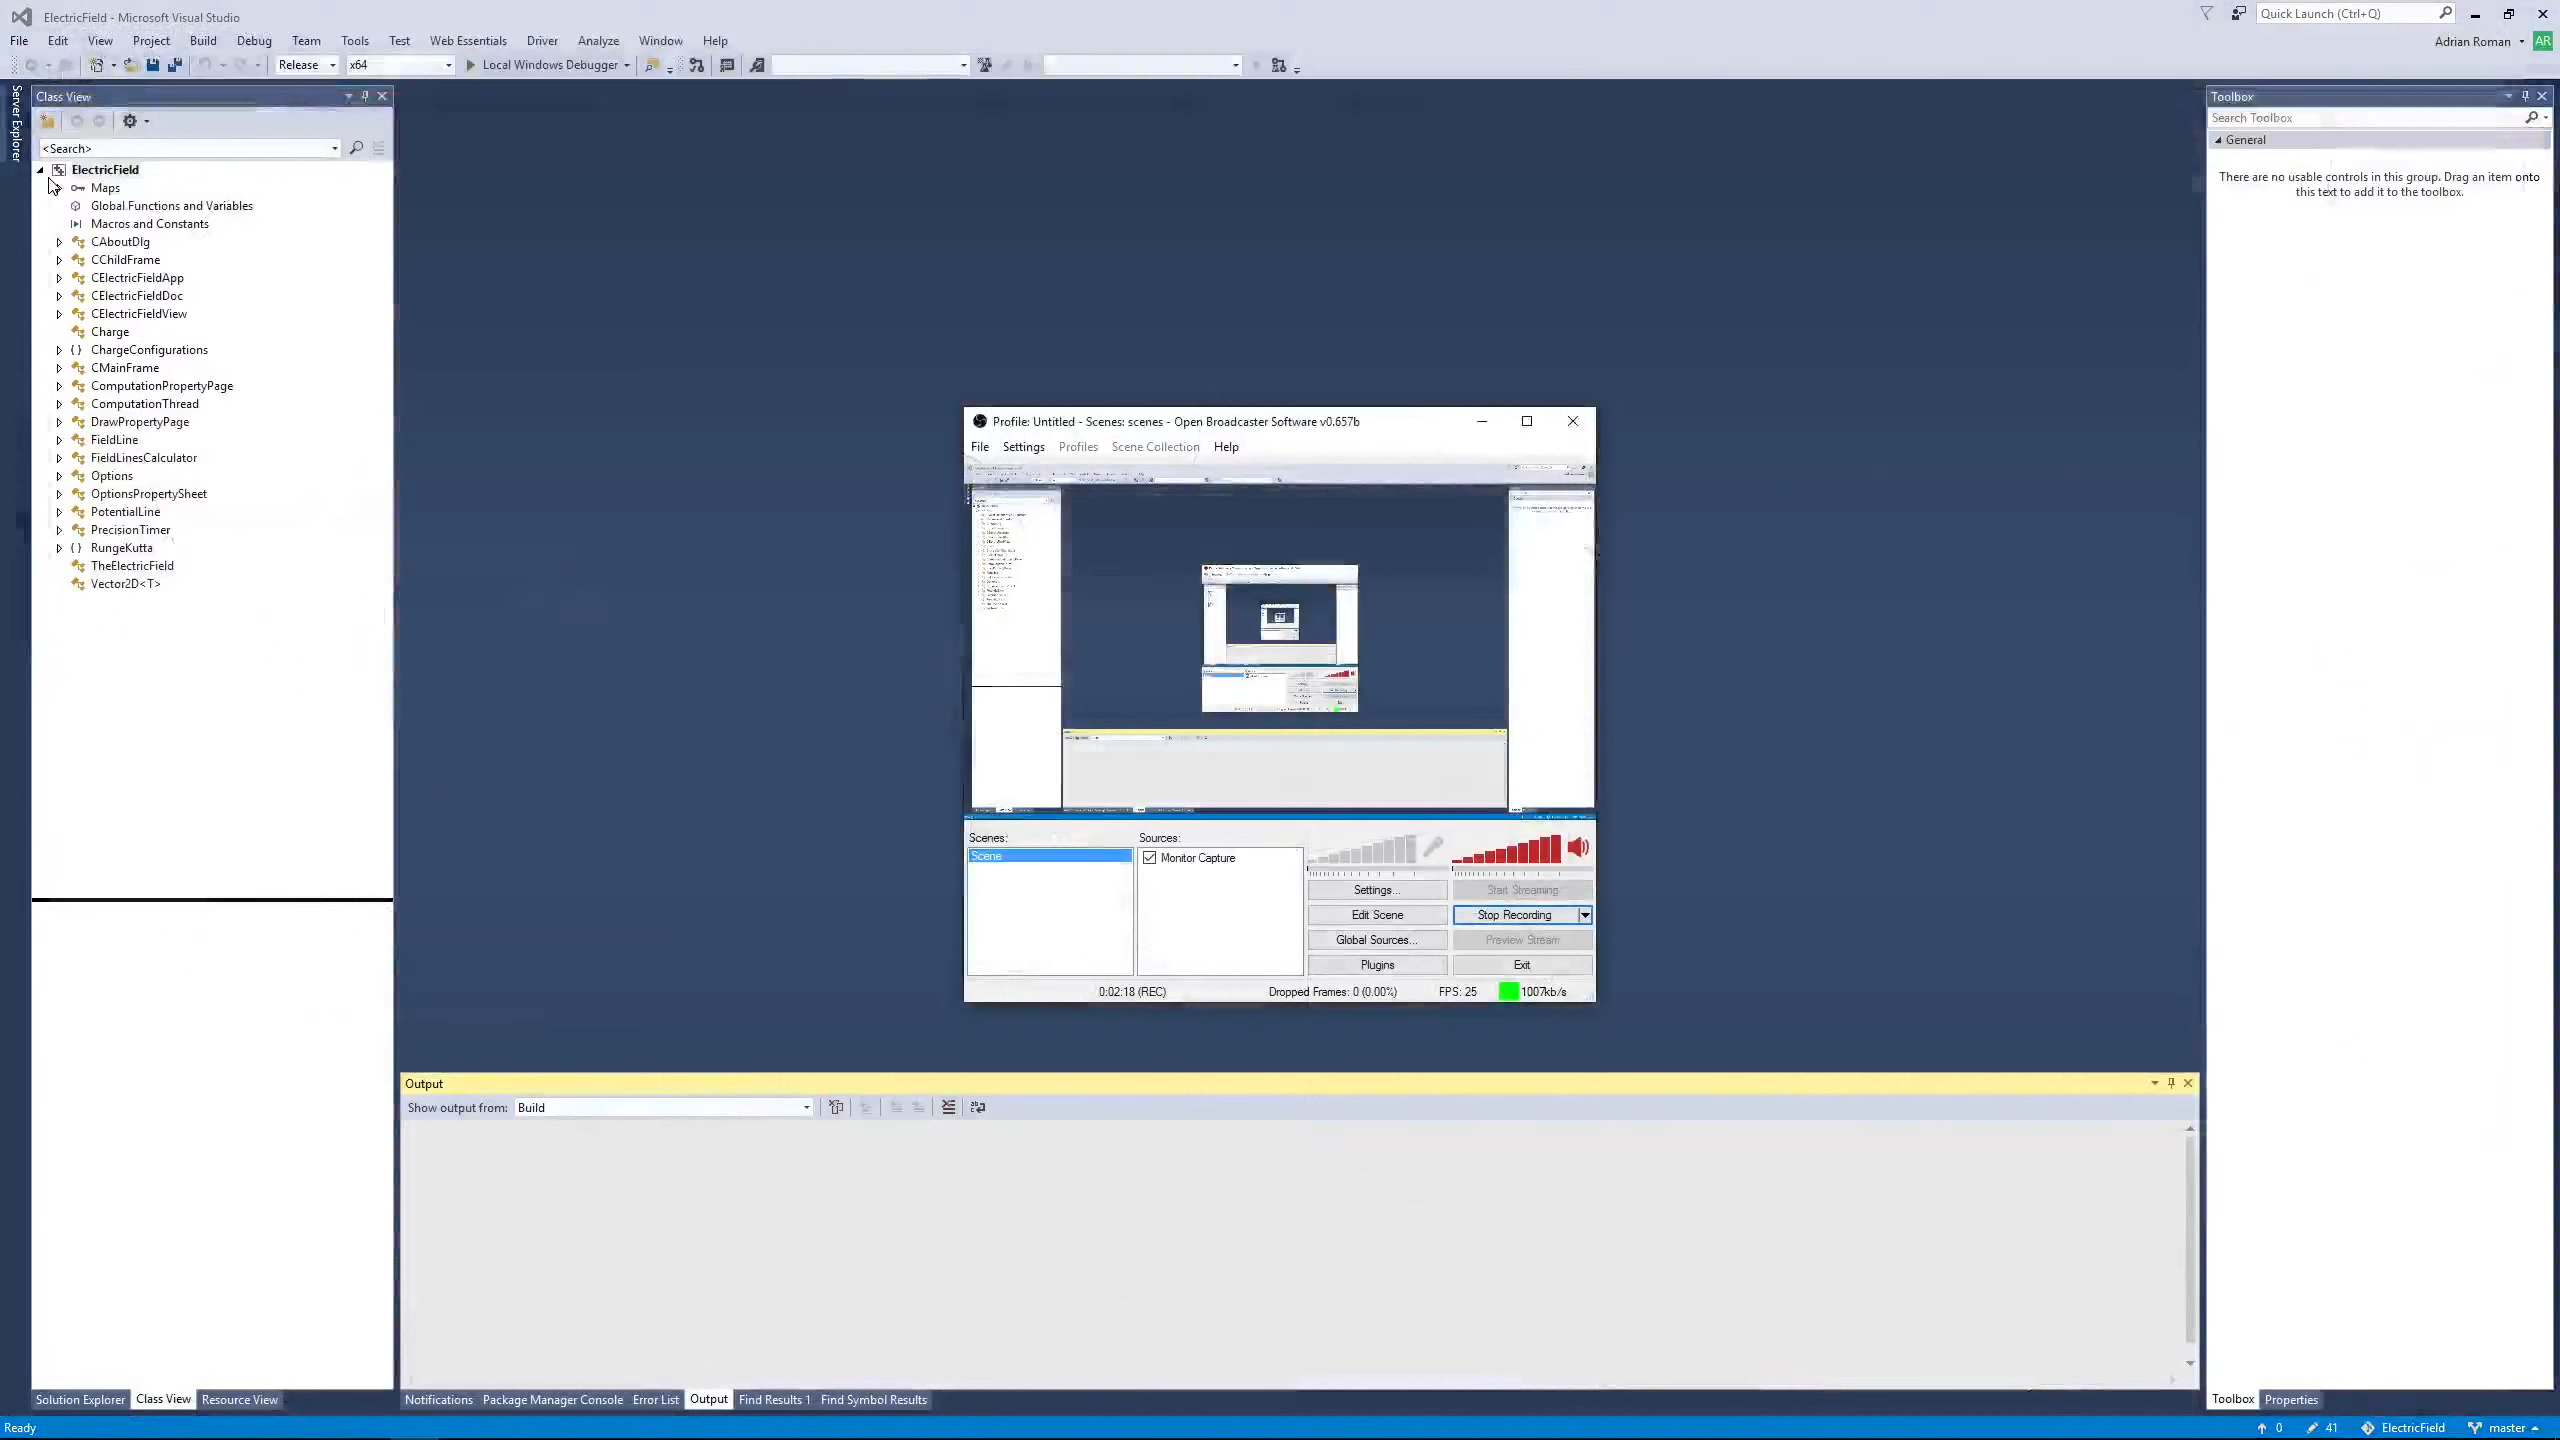 ElectricField - Microsoft Visual Studio
Quick Launch (Ctrl+Q)
File Edit View Project Build Debug Team Tools Test Web Essentials Driver Analyze Window Help
Adrian Roman AR
Release x64 Local Windows Debugger
Server Explorer
Class View
<Search>
ElectricField
Maps
Global Functions and Variables
Macros and Constants
CAboutDlg
CChildFrame
CElectricFieldApp
CElectricFieldDoc
CElectricFieldView
Charge
ChargeConfigurations
CMainFrame
ComputationPropertyPage
ComputationThread
DrawPropertyPage
FieldLine
FieldLinesCalculator
Options
OptionsPropertySheet
PotentialLine
PrecisionTimer
RungeKutta
TheElectricField
Vector2D<T>
Solution Explorer Class View Resource View
Profile: Untitled - Scenes: scenes - Open Broadcaster Software v0.657b
File Settings Profiles Scene Collection Help
Scenes:
Scene
Sources:
Monitor Capture
Settings...
Start Streaming
Edit Scene
Stop Recording
Global Sources...
Preview Stream
Plugins
Exit
0:02:18 (REC) Dropped Frames: 0 (0.00%) FPS: 25 1007kb/s
Output
Show output from: Build
Notifications Package Manager Console Error List Output Find Results 1 Find Symbol Results
Toolbox
Search Toolbox
General
There are no usable controls in this group. Drag an item onto
this text to add it to the toolbox.
Toolbox Properties
Ready
0 41 ElectricField master